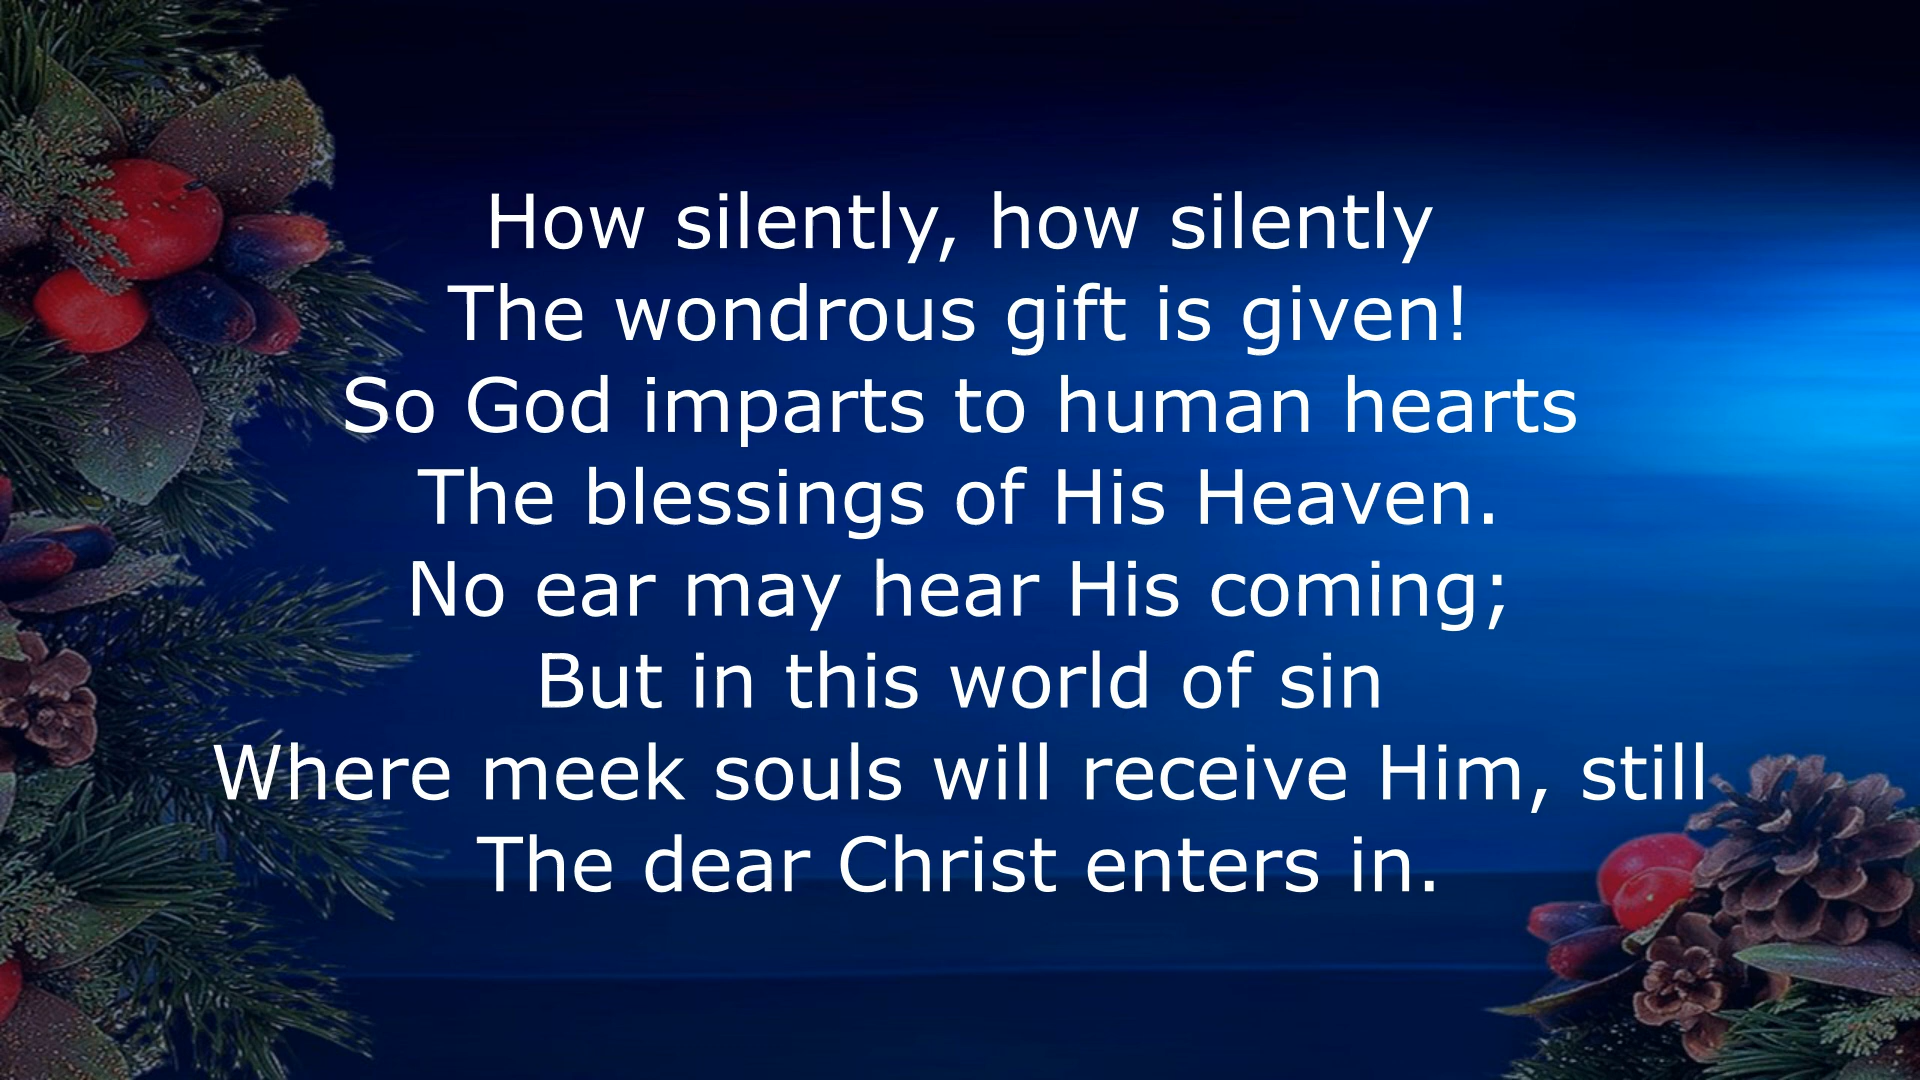 How silently, how silently
The wondrous gift is given!
So God imparts to human hearts
The blessings of His Heaven.
No ear may hear His coming;
But in this world of sin
Where meek souls will receive Him, still
The dear Christ enters in.